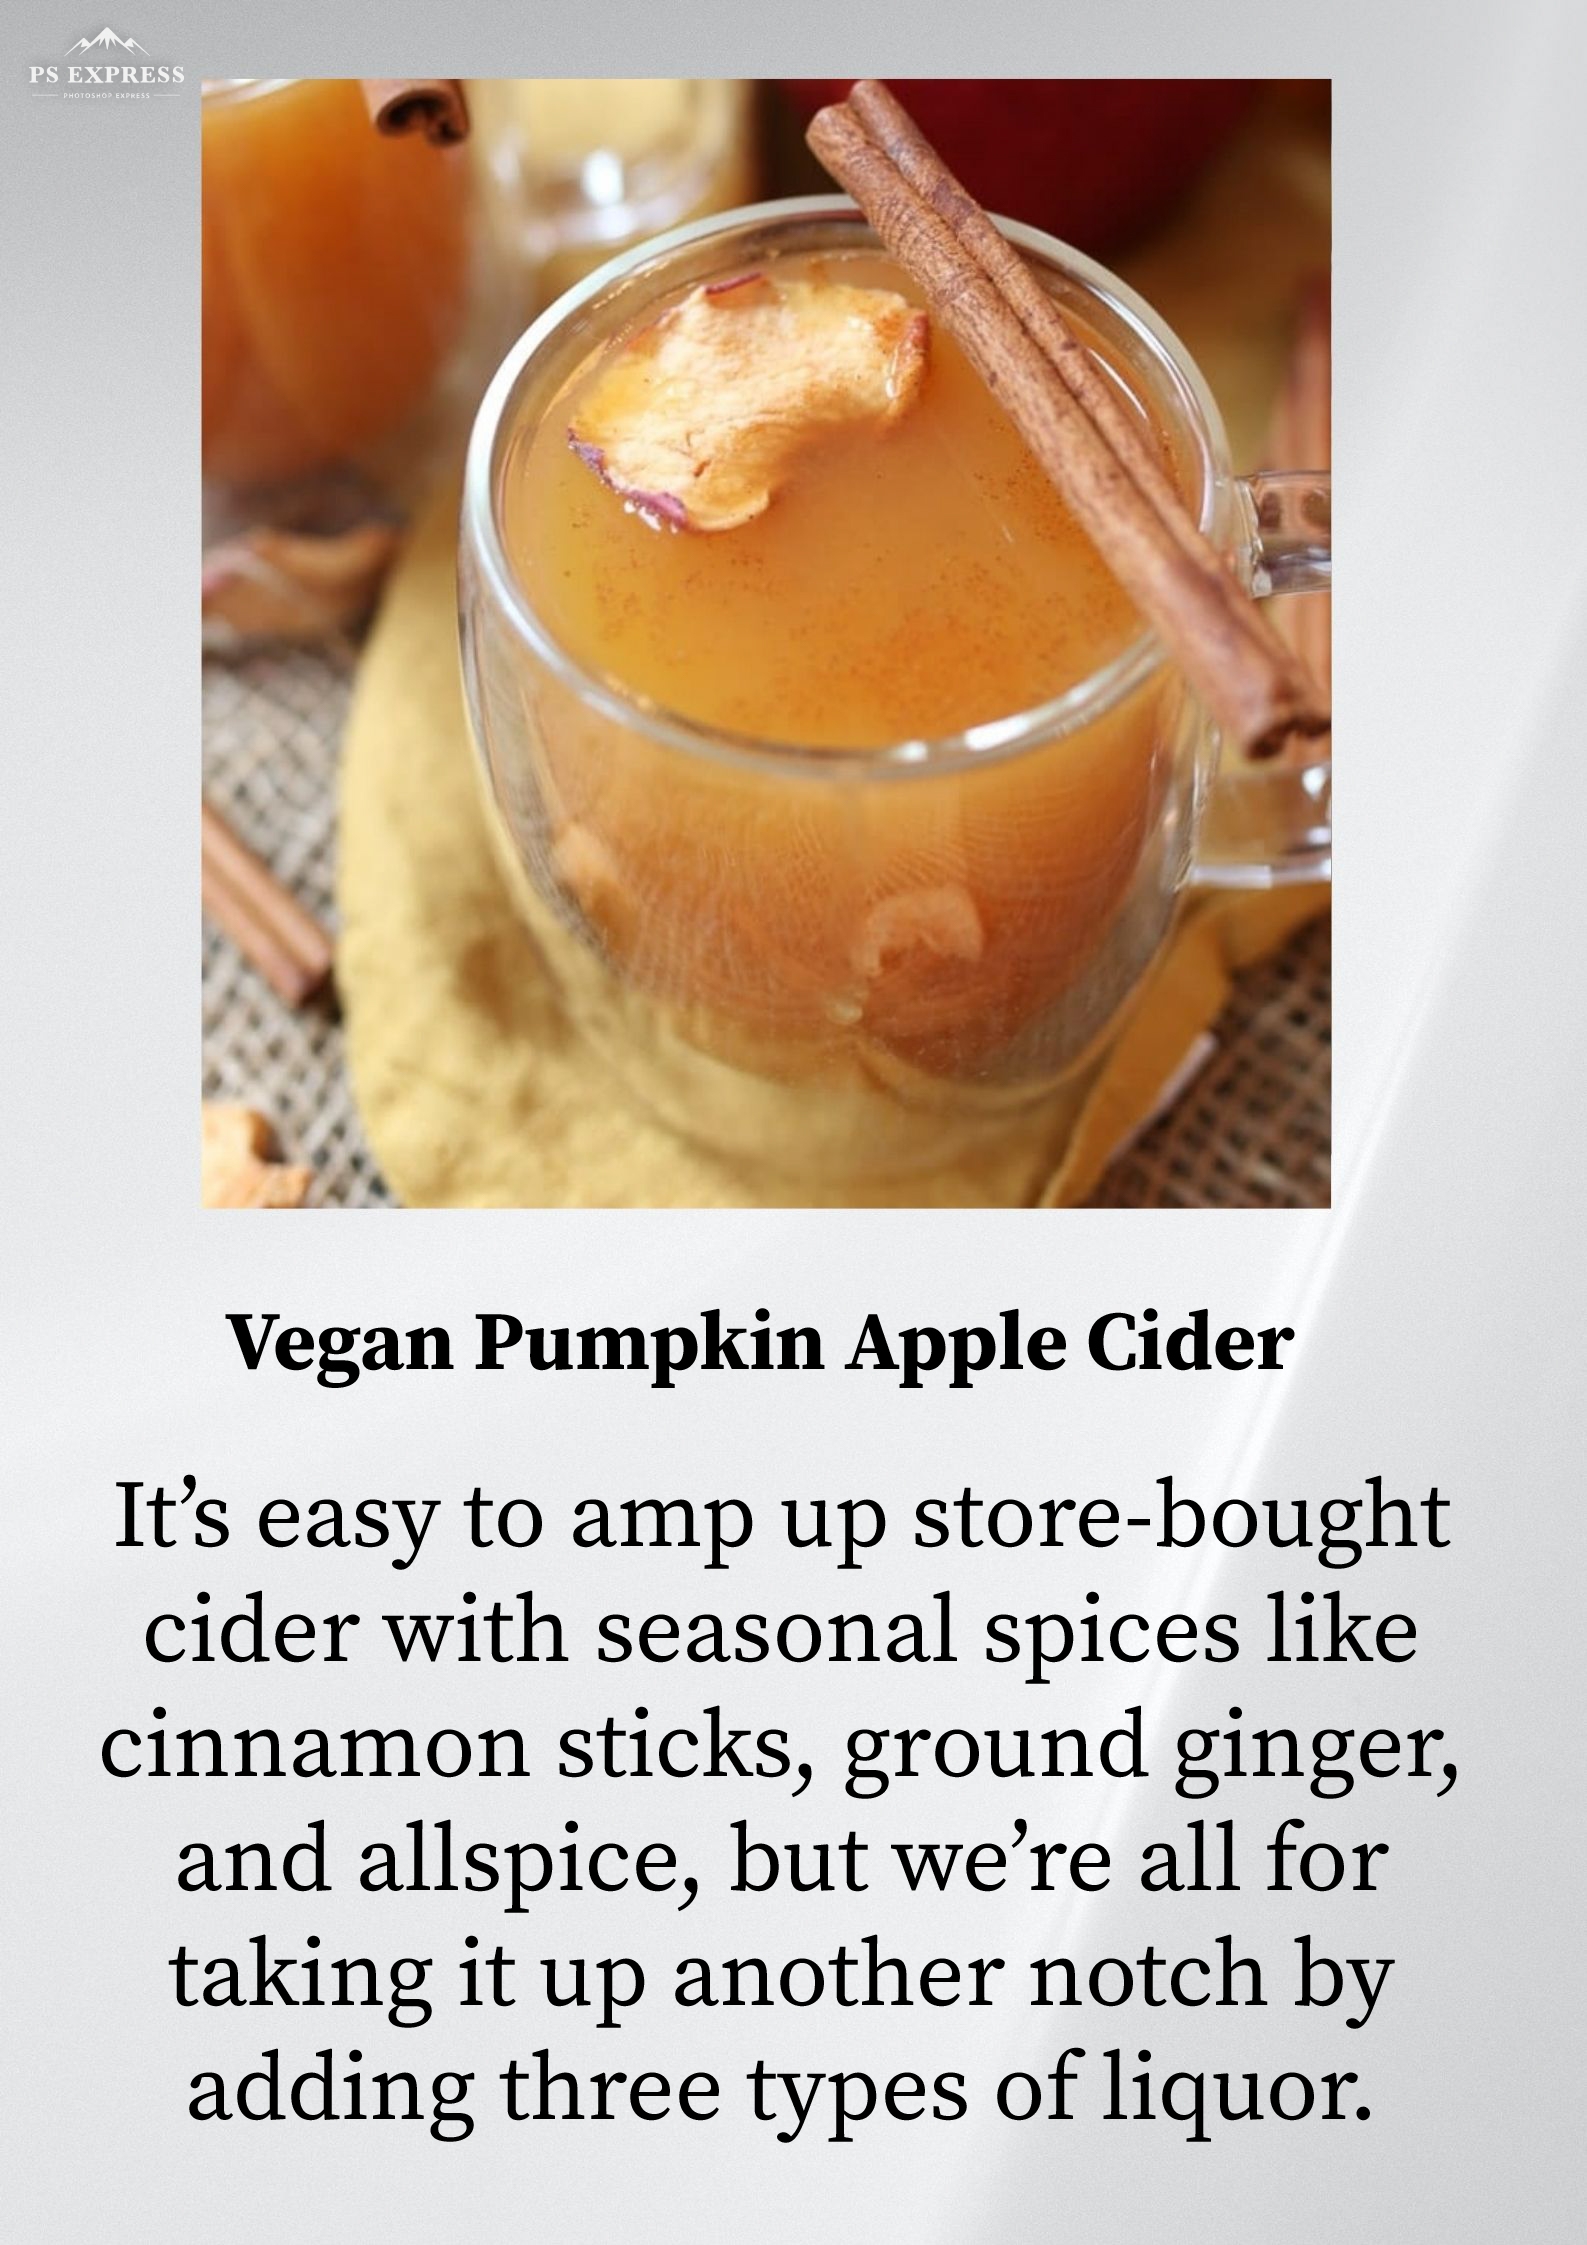 PS EXPRESS
PHOTOSHOP EXPRESS
Vegan Pumpkin Apple Cider
It’s easy to amp up store-bought
cider with seasonal spices like
cinnamon sticks, ground ginger,
and allspice, but we’re all for
taking it up another notch by
adding three types of liquor.